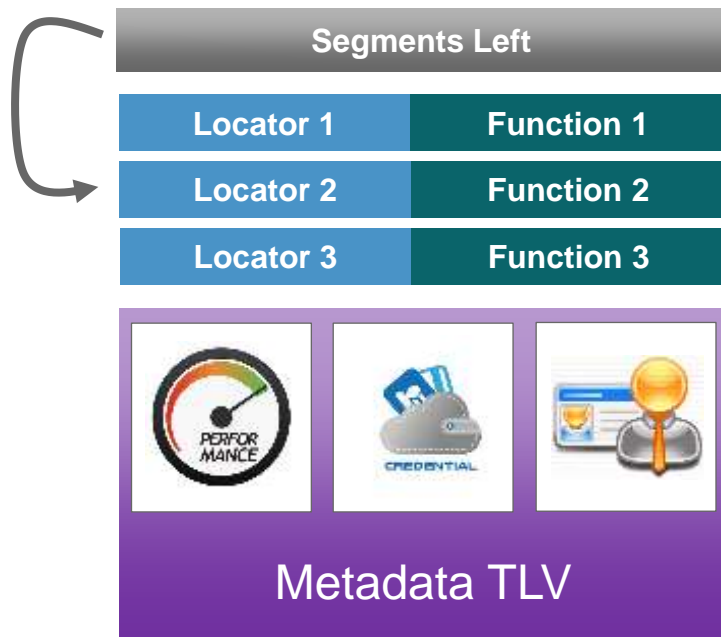 Segments Left
Locator 1 Function 1
Locator 2 Function 2
Locator 3 Function 3
PERFOR
MANCE
CREDENTIAL
Metadata TLV